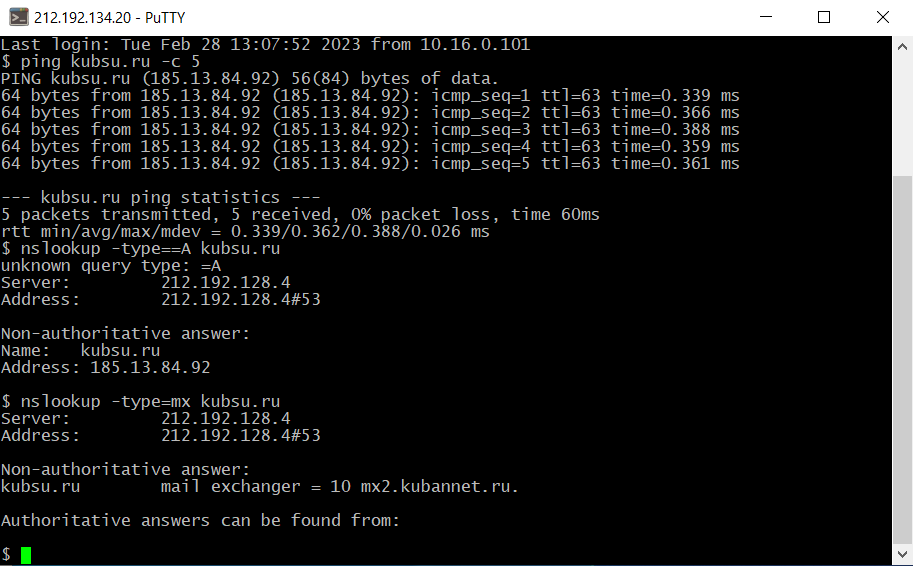 212.192.134.20 - PuTTY
Last login: Tue Feb 28 13:07:52 2023 from 10.16.0.101
$ ping kubsu.ru -c 5
PING kubsu.ru (185.13.84.92) 56(84) bytes of data.
64 bytes from 185.13.84.92 (185.13.84.92): icmp_seq=1 ttl=63 time=0.339 ms
64 bytes from 185.13.84.92 (185.13.84.92): icmp_seq=2 ttl=63 time=0.366 ms
64 bytes from 185.13.84.92 (185.13.84.92): icmp_seq=3 ttl=63 time=0.388 ms
64 bytes from 185.13.84.92 (185.13.84.92): icmp_seq=4 ttl=63 time=0.359 ms
64 bytes from 185.13.84.92 (185.13.84.92): icmp_seq=5 ttl=63 time=0.361 ms
--- kubsu.ru ping statistics ---
5 packets transmitted, 5 received, 0% packet loss, time 60ms
rtt min/avg/max/mdev = 0.339/0.362/0.388/0.026 ms
$ nslookup -type==A kubsu.ru
unknown query type: =A
Server:         212.192.128.4
Address:        212.192.128.4#53
Non-authoritative answer:
Name:   kubsu.ru
Address: 185.13.84.92
$ nslookup -type=mx kubsu.ru
Server:         212.192.128.4
Address:        212.192.128.4#53
Non-authoritative answer:
kubsu.ru        mail exchanger = 10 mx2.kubannet.ru.
Authoritative answers can be found from:
$